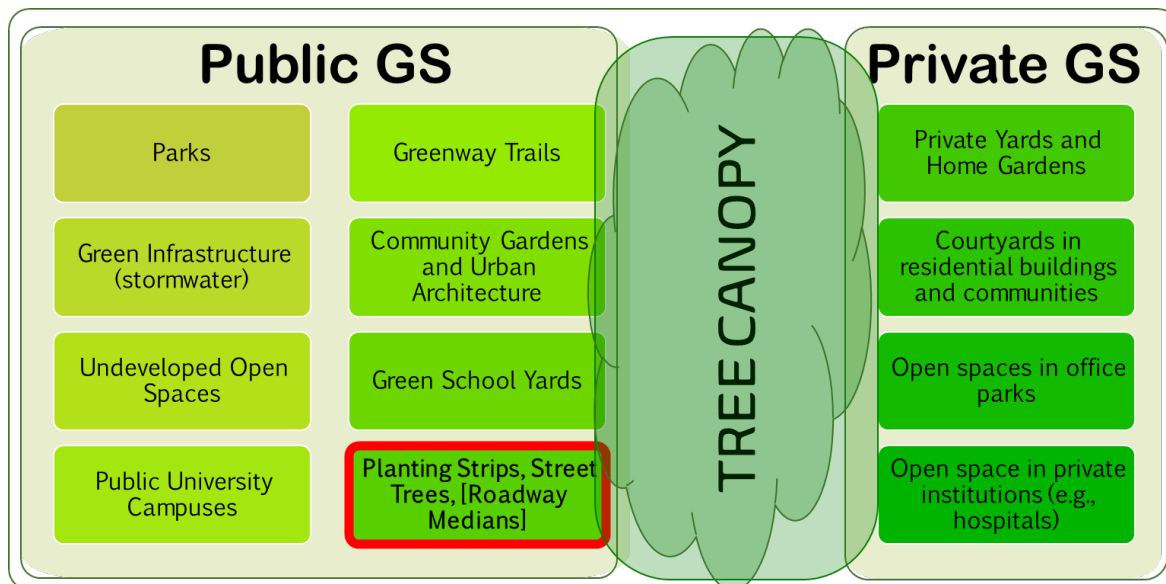 Public GS
Parks
Greenway Trails
Green Infrastructure
(stormwater)
Community Gardens
and Urban
Architecture
Undeveloped Open
Spaces
Green School Yards
Public University
Campuses
Planting Strips, Street
Trees, [Roadway
Medians]
TREE CANOPY
Private GS
Private Yards and
Home Gardens
Courtyards in
residential buildings
and communities
Open spaces in office
parks
Open space in private
institutions (e.g.,
hospitals)